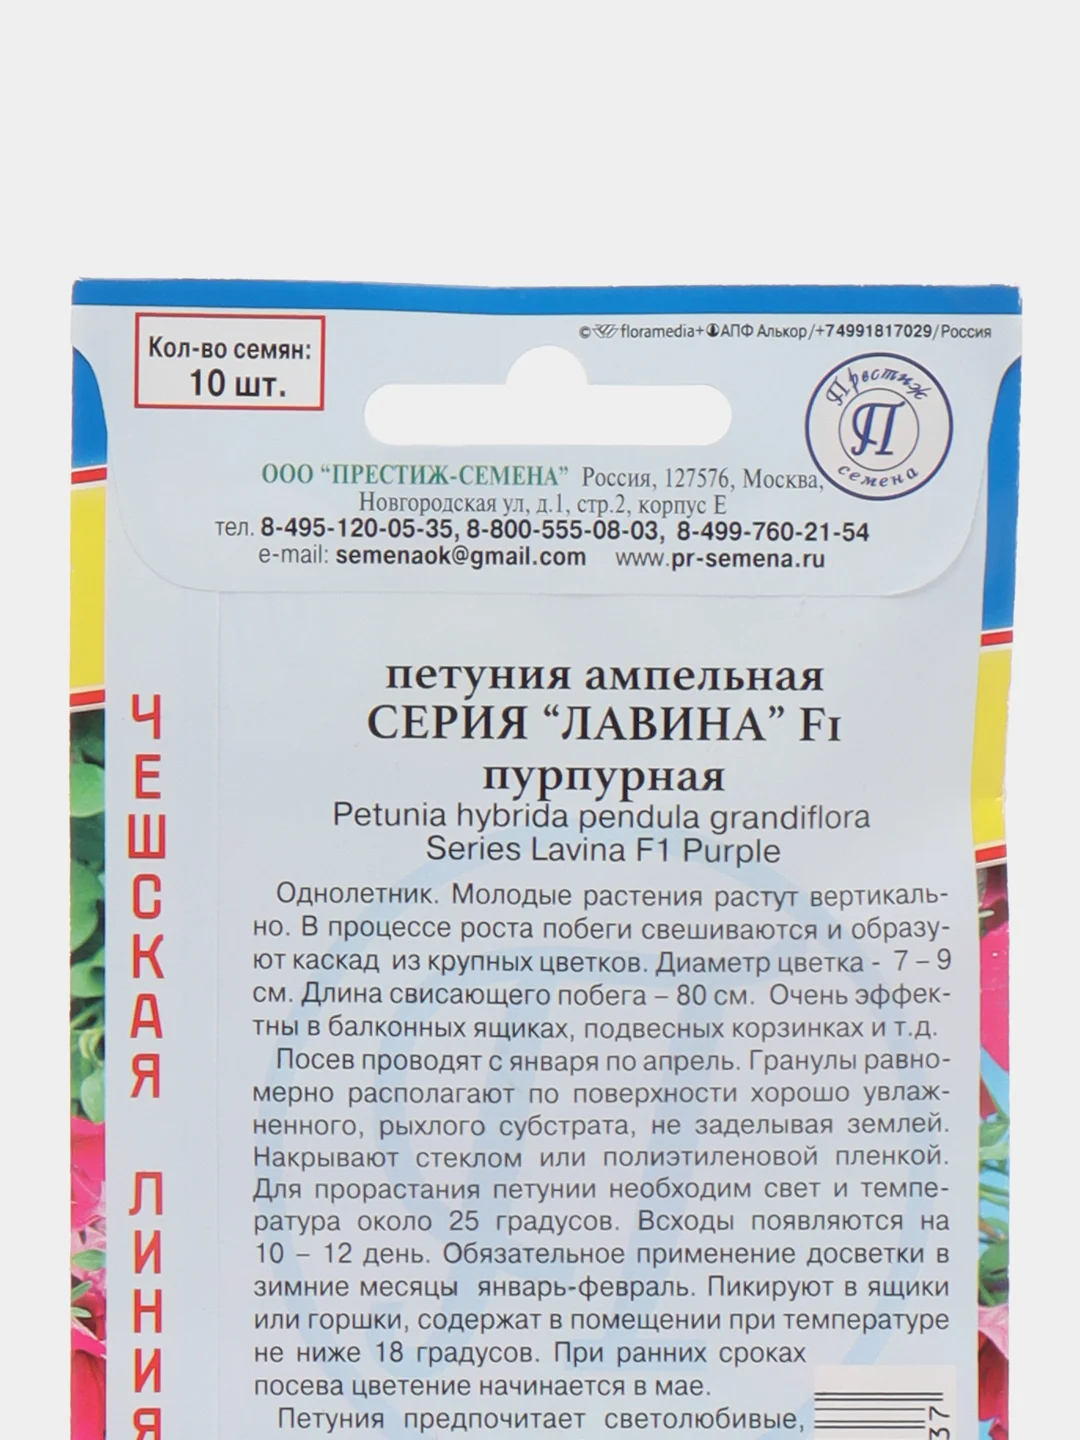 Кол-во семян:
10 шт.
© floramedia+АПФ Алькор/+74991817029/Россия
Престиж
П
семена
ООО “ПРЕСТИЖ-СЕМЕНА” Россия, 127576, Москва,
Новгородская ул, д.1, стр.2, корпус Е
тел. 8-495-120-05-35, 8-800-555-08-03, 8-499-760-21-54
e-mail: semenaok@gmail.com www.pr-semena.ru
ЧЕШСКАЯ ЛИНИЯ
петуния ампельная
СЕРИЯ “ЛАВИНА” F1
пурпурная
Petunia hybrida pendula grandiflora
Series Lavina F1 Purple
Однолетник. Молодые растения растут вертикаль-
но. В процессе роста побеги свешиваются и образу-
ют каскад из крупных цветков. Диаметр цветка - 7 – 9
см. Длина свисающего побега – 80 см. Очень эффек-
тны в балконных ящиках, подвесных корзинках и т.д.
Посев проводят с января по апрель. Гранулы равно-
мерно располагают по поверхности хорошо увлаж-
ненного, рыхлого субстрата, не заделывая землей.
Накрывают стеклом или полиэтиленовой пленкой.
Для прорастания петунии необходим свет и темпе-
ратура около 25 градусов. Всходы появляются на
10 – 12 день. Обязательное применение досветки в
зимние месяцы январь-февраль. Пикируют в ящики
или горшки, содержат в помещении при температуре
не ниже 18 градусов. При ранних сроках
посева цветение начинается в мае.
Петуния предпочитает светолюбивые,
37